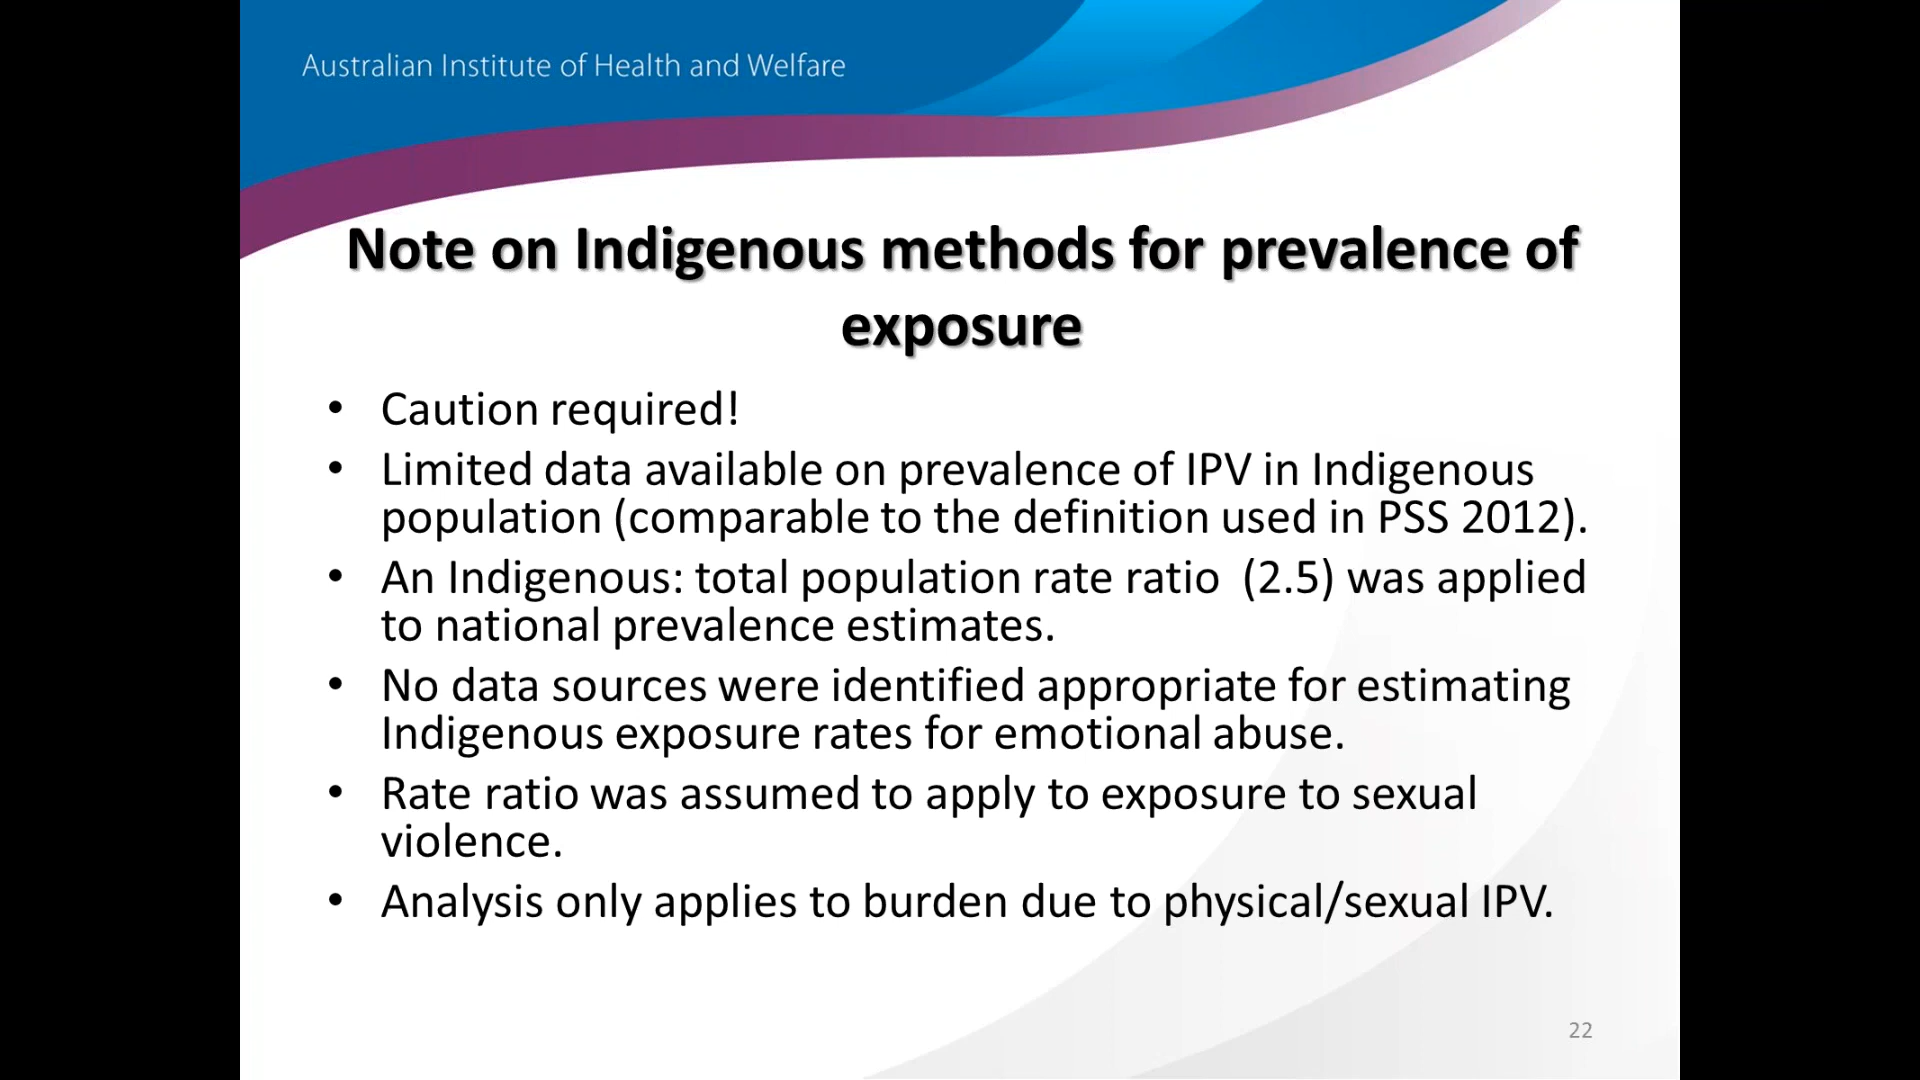 Australian Institute of Health and Welfare
Note on Indigenous methods for prevalence of
exposure
• Caution required!
• Limited data available on prevalence of IPV in Indigenous
population (comparable to the definition used in PSS 2012).
• An Indigenous: total population rate ratio  (2.5) was applied
to national prevalence estimates.
• No data sources were identified appropriate for estimating
Indigenous exposure rates for emotional abuse.
• Rate ratio was assumed to apply to exposure to sexual
violence.
• Analysis only applies to burden due to physical/sexual IPV.
22